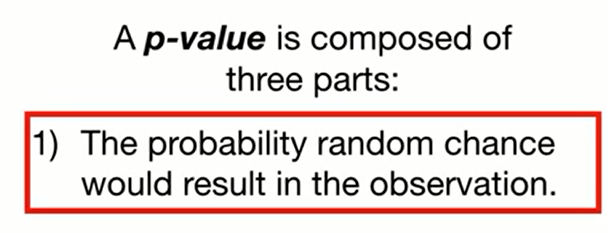 A p-value is composed of
three parts:
1) The probability random chance
would result in the observation.